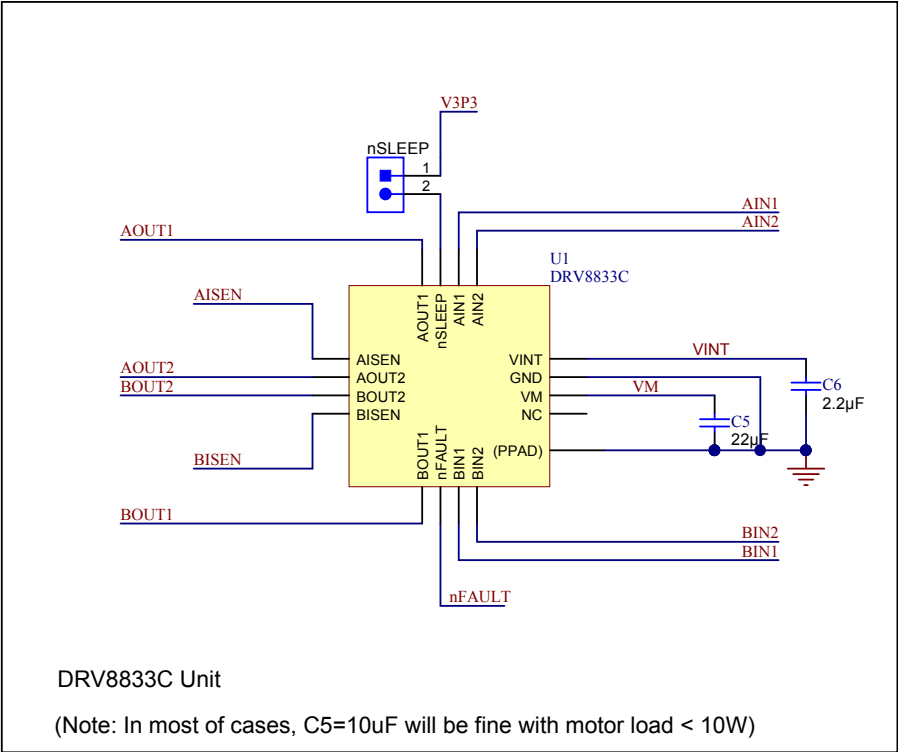 V3P3
nSLEEP
1
2
AIN1
AIN2
AOUT1
U1
DRV8833C
AISEN
AOUT1
nSLEEP
AIN1
AIN2
VINT
AISEN
VINT
AOUT2
AOUT2
GND
BOUT2
BOUT2
VM
VM
C6
2.2µF
BISEN
NC
C5
22µF
BISEN
BOUT1
nFAULT
BIN1
BIN2
(PPAD)
BOUT1
BIN2
BIN1
nFAULT
DRV8833C Unit
(Note: In most of cases, C5=10uF will be fine with motor load < 10W)